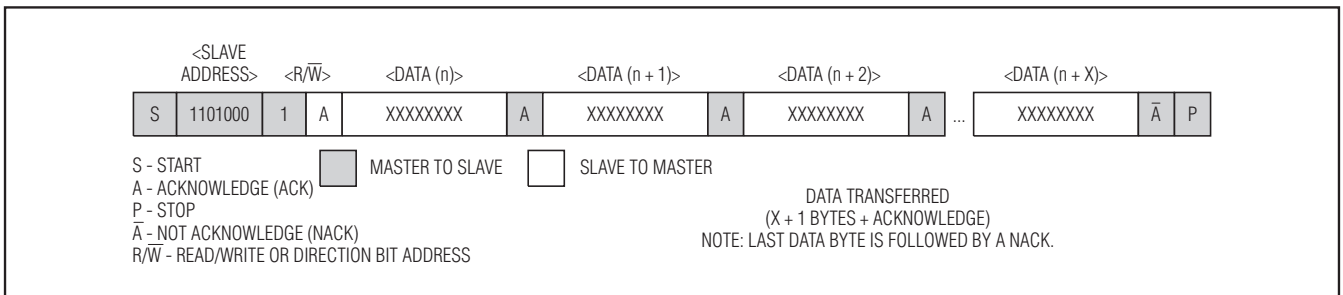 <SLAVE
ADDRESS> <R/W̅> <DATA (n)> <DATA (n + 1)> <DATA (n + 2)> <DATA (n + X)>
S 1101000 1 A XXXXXXXX A XXXXXXXX A XXXXXXXX A ... XXXXXXXX A̅ P
S - START
A - ACKNOWLEDGE (ACK)
P - STOP
A̅ - NOT ACKNOWLEDGE (NACK)
R/W̅ - READ/WRITE OR DIRECTION BIT ADDRESS
MASTER TO SLAVE SLAVE TO MASTER
DATA TRANSFERRED
(X + 1 BYTES + ACKNOWLEDGE)
NOTE: LAST DATA BYTE IS FOLLOWED BY A NACK.